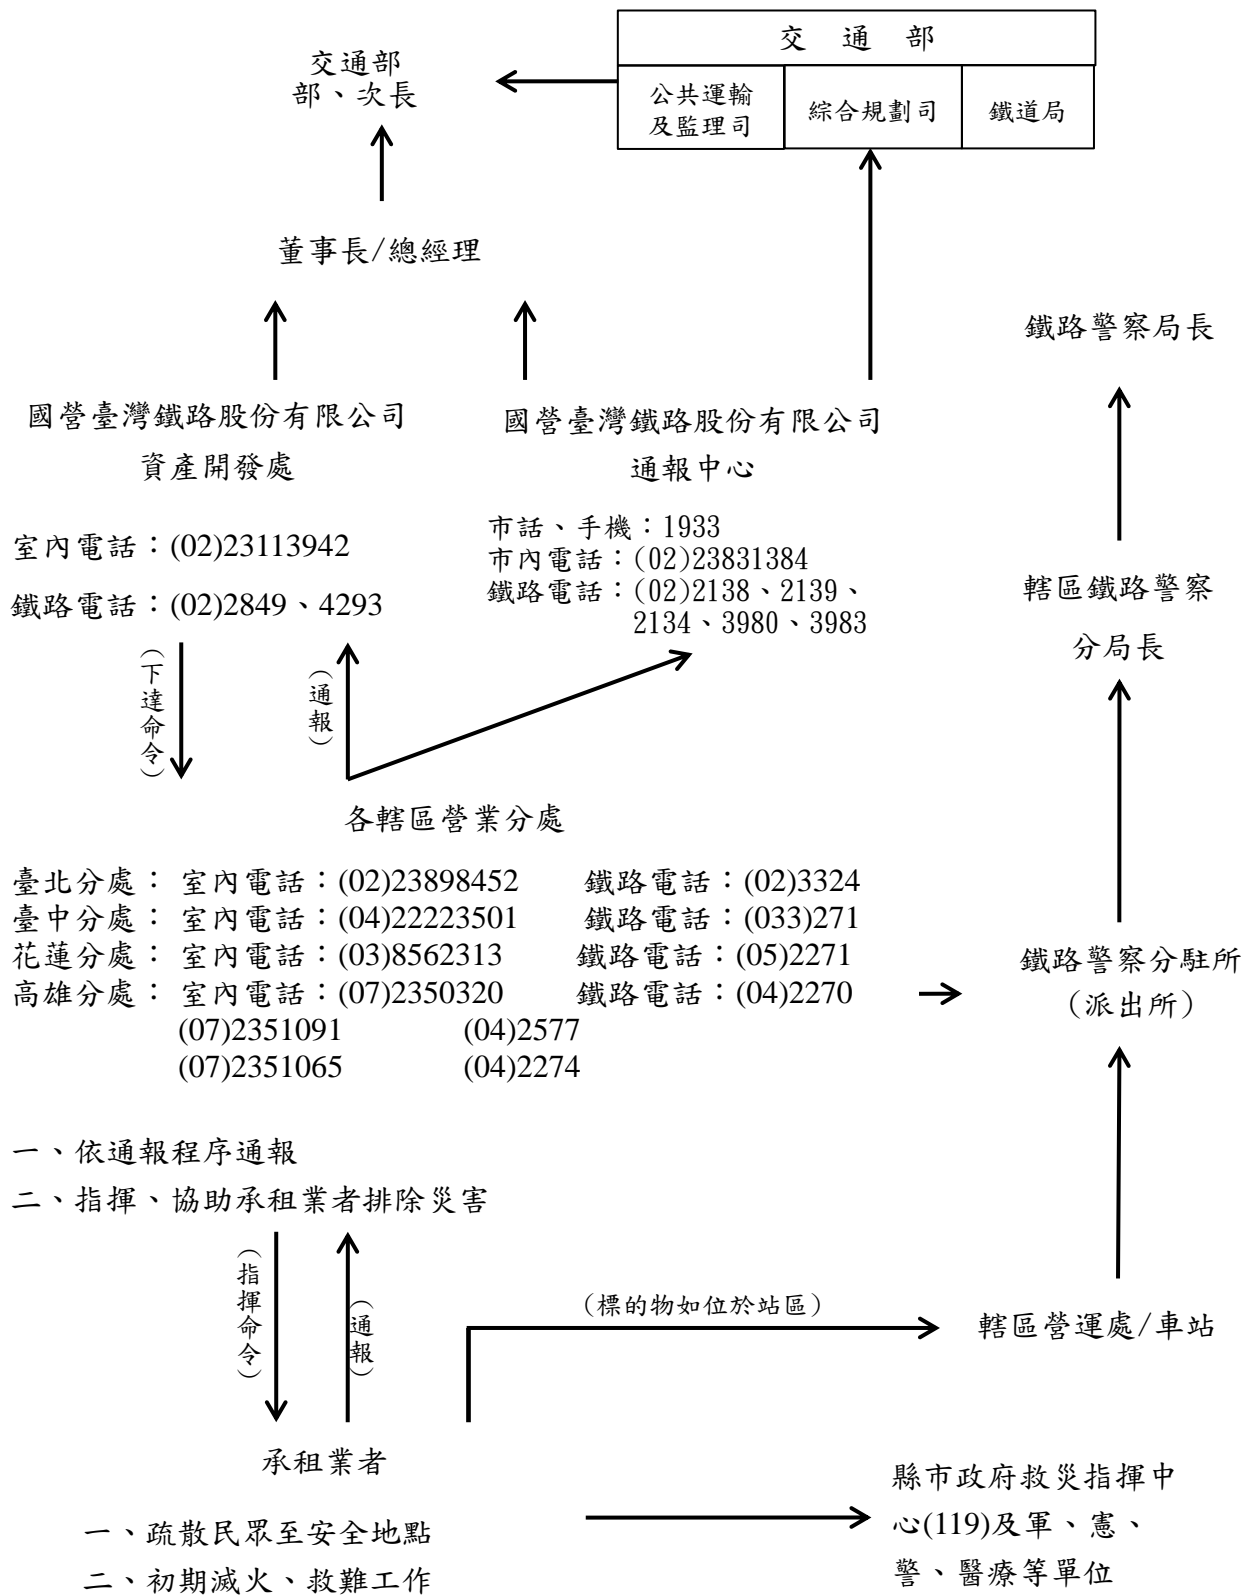 交通部
公共運輸
及監理司
綜合規劃司
鐵道局
交通部
部、次長
董事長/總經理
國營臺灣鐵路股份有限公司
資產開發處
國營臺灣鐵路股份有限公司
通報中心
鐵路警察局長
室內電話：(02)23113942
鐵路電話：(02)2849、4293
市話、手機：1933
市內電話：(02)23831384
鐵路電話：(02)2138、2139、
2134、3980、3983
轄區鐵路警察
分局長
（下達命令）
（通報）
各轄區營業分處
臺北分處： 室內電話：(02)23898452 鐵路電話：(02)3324
臺中分處： 室內電話：(04)22223501 鐵路電話：(033)271
花蓮分處： 室內電話：(03)8562313 鐵路電話：(05)2271
高雄分處： 室內電話：(07)2350320 鐵路電話：(04)2270
(07)2351091 (04)2577
(07)2351065 (04)2274
鐵路警察分駐所
（派出所）
一、依通報程序通報
二、指揮、協助承租業者排除災害
（指揮命令）
（通報）
（標的物如位於站區）
轄區營運處/車站
承租業者
一、疏散民眾至安全地點
二、初期滅火、救難工作
縣市政府救災指揮中
心(119)及軍、憲、
警、醫療等單位